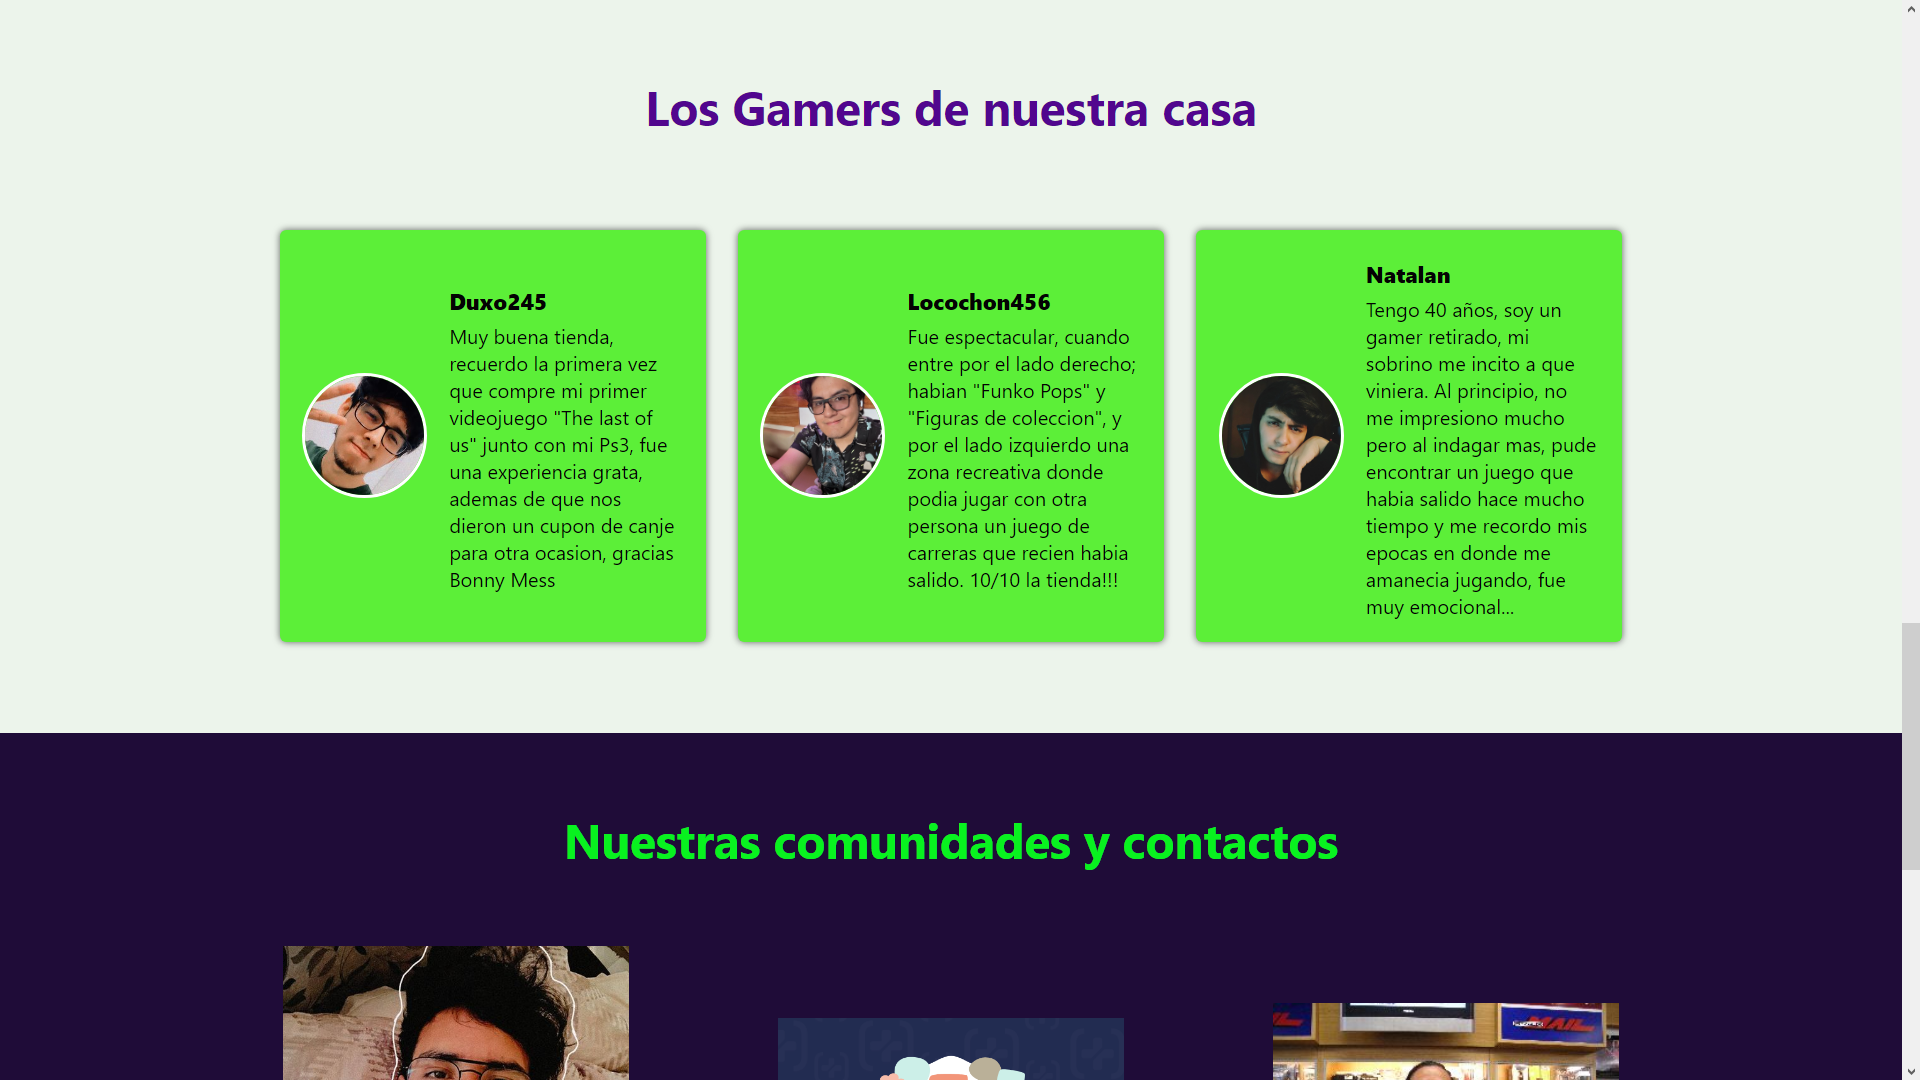 Los Gamers de nuestra casa
Duxo245
Muy buena tienda,
recuerdo la primera vez
que compre mi primer
videojuego "The last of
us" junto con mi Ps3, fue
una experiencia grata,
ademas de que nos
dieron un cupon de canje
para otra ocasion, gracias
Bonny Mess
Locochon456
Fue espectacular, cuando
entre por el lado derecho;
habian "Funko Pops" y
"Figuras de coleccion", y
por el lado izquierdo una
zona recreativa donde
podia jugar con otra
persona un juego de
carreras que recien habia
salido. 10/10 la tienda!!!
Natalan
Tengo 40 años, soy un
gamer retirado, mi
sobrino me incito a que
viniera. Al principio, no
me impresiono mucho
pero al indagar mas, pude
encontrar un juego que
habia salido hace mucho
tiempo y me recordo mis
epocas en donde me
amanecia jugando, fue
muy emocional...
Nuestras comunidades y contactos